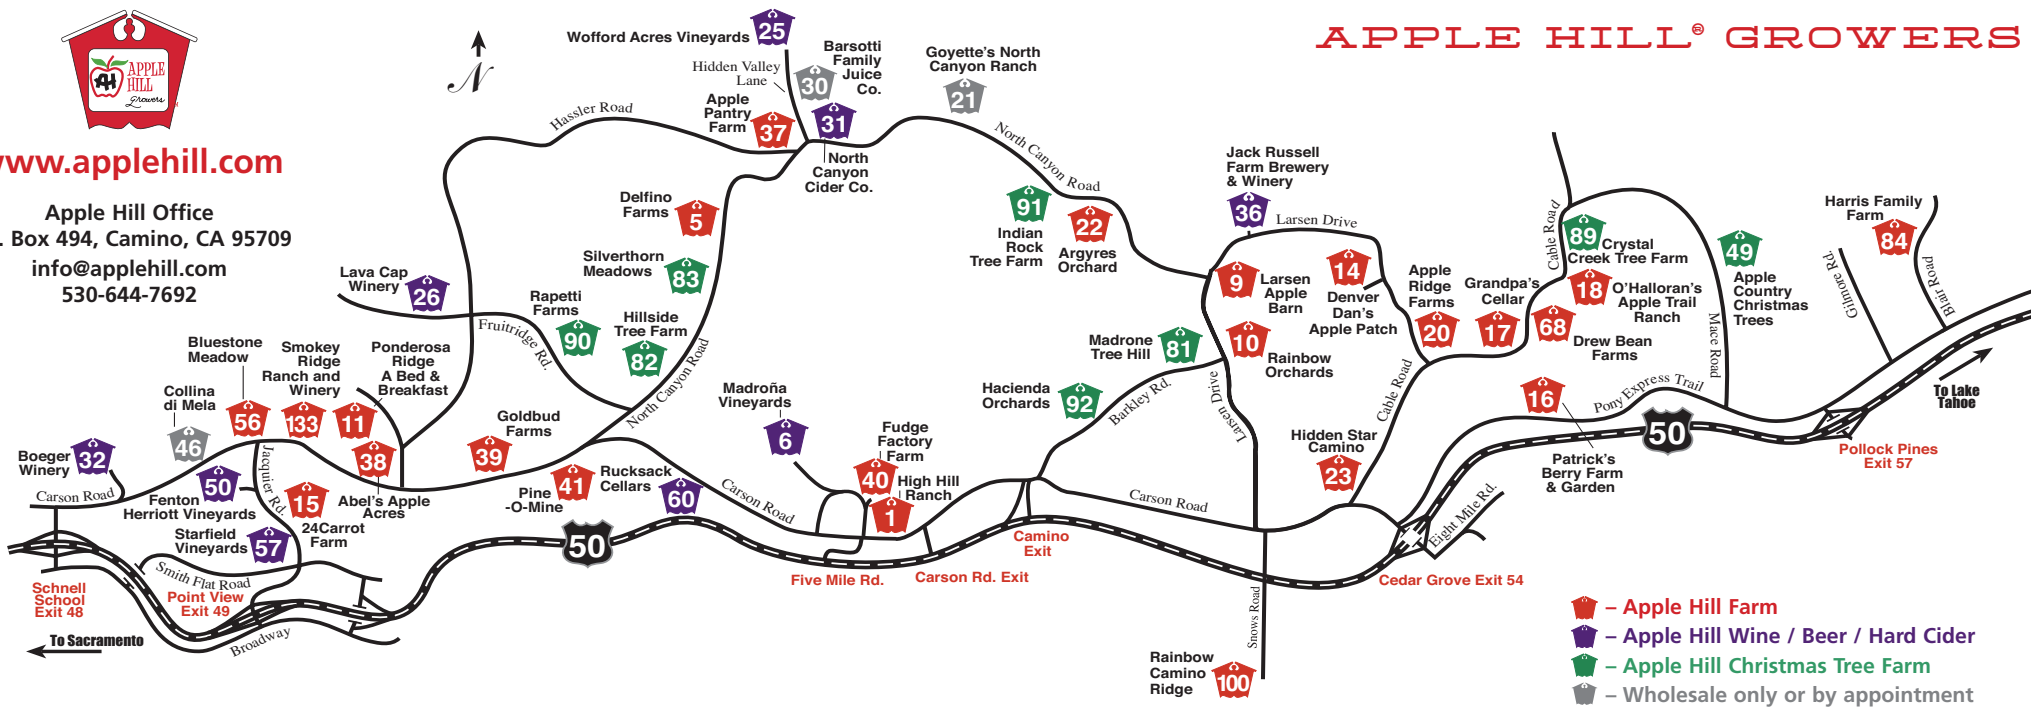 APPLE HILL® GROWERS
APPLE
HILL
Growers
AH
www.applehill.com
Apple Hill Office
. Box 494, Camino, CA 95709
info@applehill.com
530-644-7692
N
Wofford Acres Vineyards
25
Hidden Valley
Lane
Barsotti
Family
Juice
Co.
30
Goyette's North
Canyon Ranch
21
Apple
Pantry
Farm
37
31
North
Canyon
Cider Co.
Hassler Road
North Canyon Road
Delfino
Farms
5
Silverthorn
Meadows
83
Lava Cap
Winery
26
Rapetti
Farms
90
Hillside
Tree Farm
82
Fruitridge Rd.
North Canyon Road
91
Indian
Rock
Tree Farm
22
Argyres
Orchard
Jack Russell
Farm Brewery
& Winery
36
Larsen Drive
9
Larsen
Apple
Barn
14
Denver
Dan's
Apple Patch
Apple
Ridge
Farms
20
Grandpa's
Cellar
17
68
Drew Bean
Farms
Cable Road
89
Crystal
Creek Tree Farm
18
O'Halloran's
Apple Trail
Ranch
49
Apple
Country
Christmas
Trees
Mace Road
Harris Family
Farm
84
Gilmore Rd.
Blair Road
To Lake
Tahoe
Pollock Pines
Exit 57
Madrone
Tree Hill
81
10
Rainbow
Orchards
Hacienda
Orchards
92
Barkley Rd.
Larsen Drive
Cable Road
Hidden Star
Camino
23
16
Patrick's
Berry Farm
& Garden
Pony Express Trail
50
Eight Mile Rd.
Cedar Grove Exit 54
Bluestone
Meadow
56
Smokey
Ridge
Ranch and
Winery
133
Ponderosa
Ridge
A Bed &
Breakfast
11
Collina
di Mela
46
Boeger
Winery
32
Carson Road
Fenton
Herriott Vineyards
50
Jacquier Rd.
15
24Carrot
Farm
38
Abel's Apple
Acres
Starfield
Vineyards
57
Goldbud
Farms
39
Pine
-O-Mine
41
Rucksack
Cellars
60
Madroña
Vineyards
6
Fudge
Factory
Farm
40
High Hill
Ranch
1
Carson Road
Carson Road
50
Smith Flat Road
Broadway
Schnell
School
Exit 48
Point View
Exit 49
To Sacramento
Five Mile Rd.
Carson Rd. Exit
Camino
Exit
Snows Road
Rainbow
Camino
Ridge
100
– Apple Hill Farm
– Apple Hill Wine / Beer / Hard Cider
– Apple Hill Christmas Tree Farm
– Wholesale only or by appointment